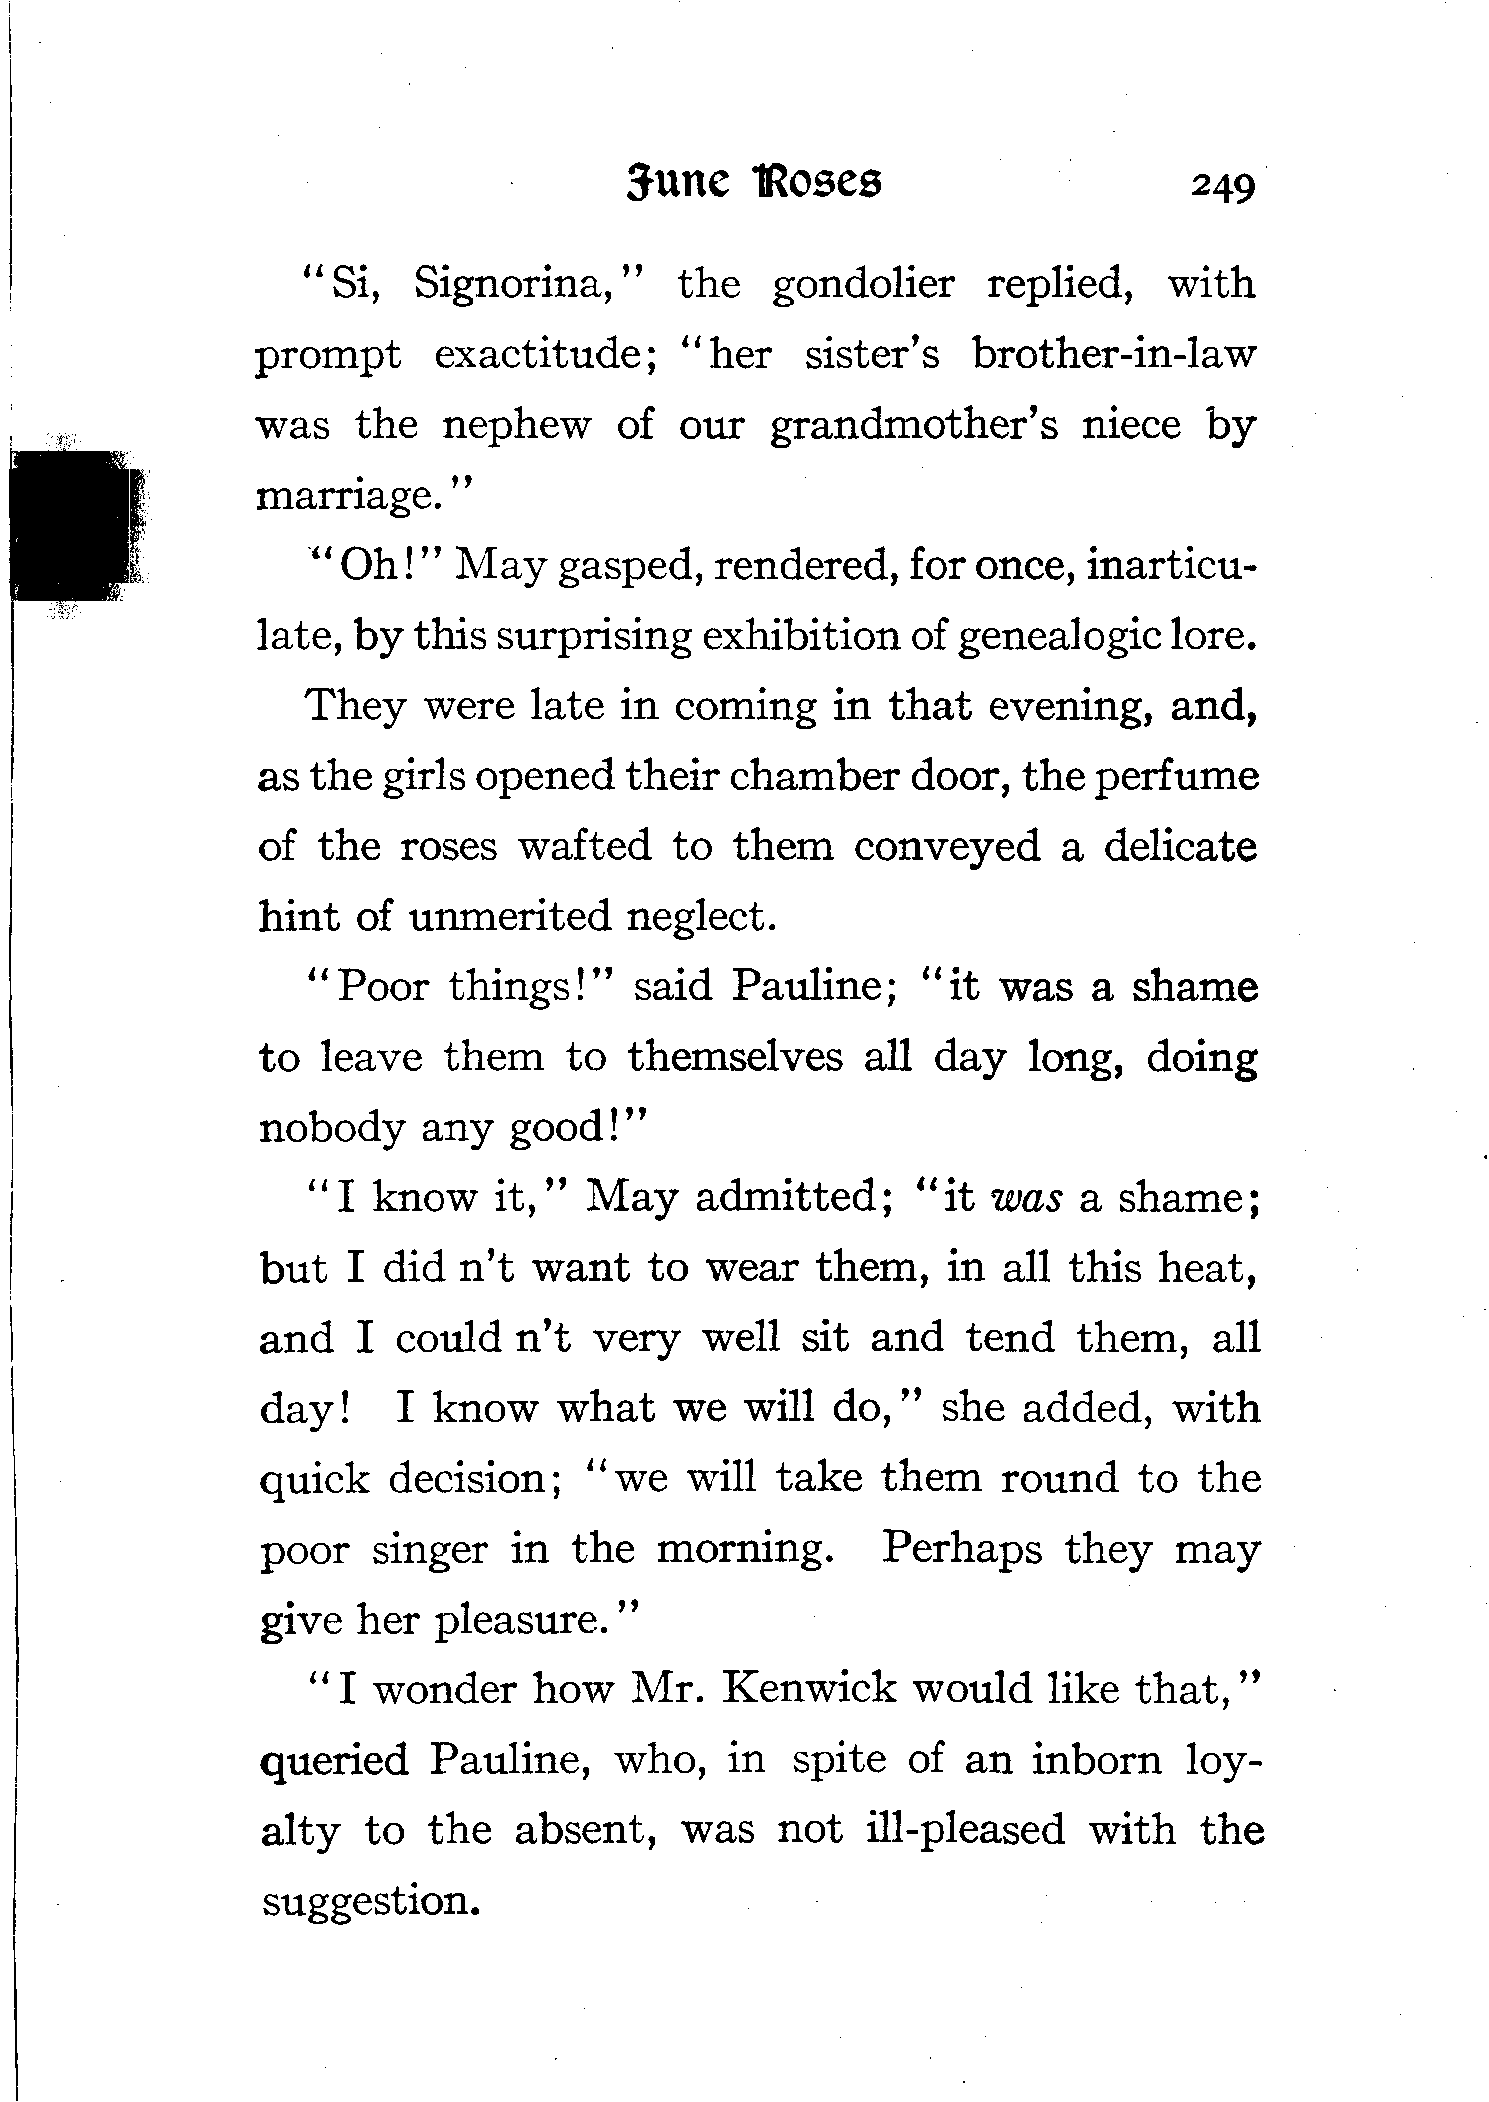 June Roses 249
"Si, Signorina," the gondolier replied, with
prompt exactitude; "her sister's brother-in-law
was the nephew of our grandmother's niece by
marriage."
"Oh!" May gasped, rendered, for once, inarticu-
late, by this surprising exhibition of genealogic lore.
They were late in coming in that evening, and,
as the girls opened their chamber door, the perfume
of the roses wafted to them conveyed a delicate
hint of unmerited neglect.
"Poor things!" said Pauline; "it was a shame
to leave them to themselves all day long, doing
nobody any good!"
"I know it," May admitted; "it was a shame;
but I did n't want to wear them, in all this heat,
and I could n't very well sit and tend them, all
day! I know what we will do," she added, with
quick decision; "we will take them round to the
poor singer in the morning. Perhaps they may
give her pleasure."
"I wonder how Mr. Kenwick would like that,"
queried Pauline, who, in spite of an inborn loy-
alty to the absent, was not ill-pleased with the
suggestion.